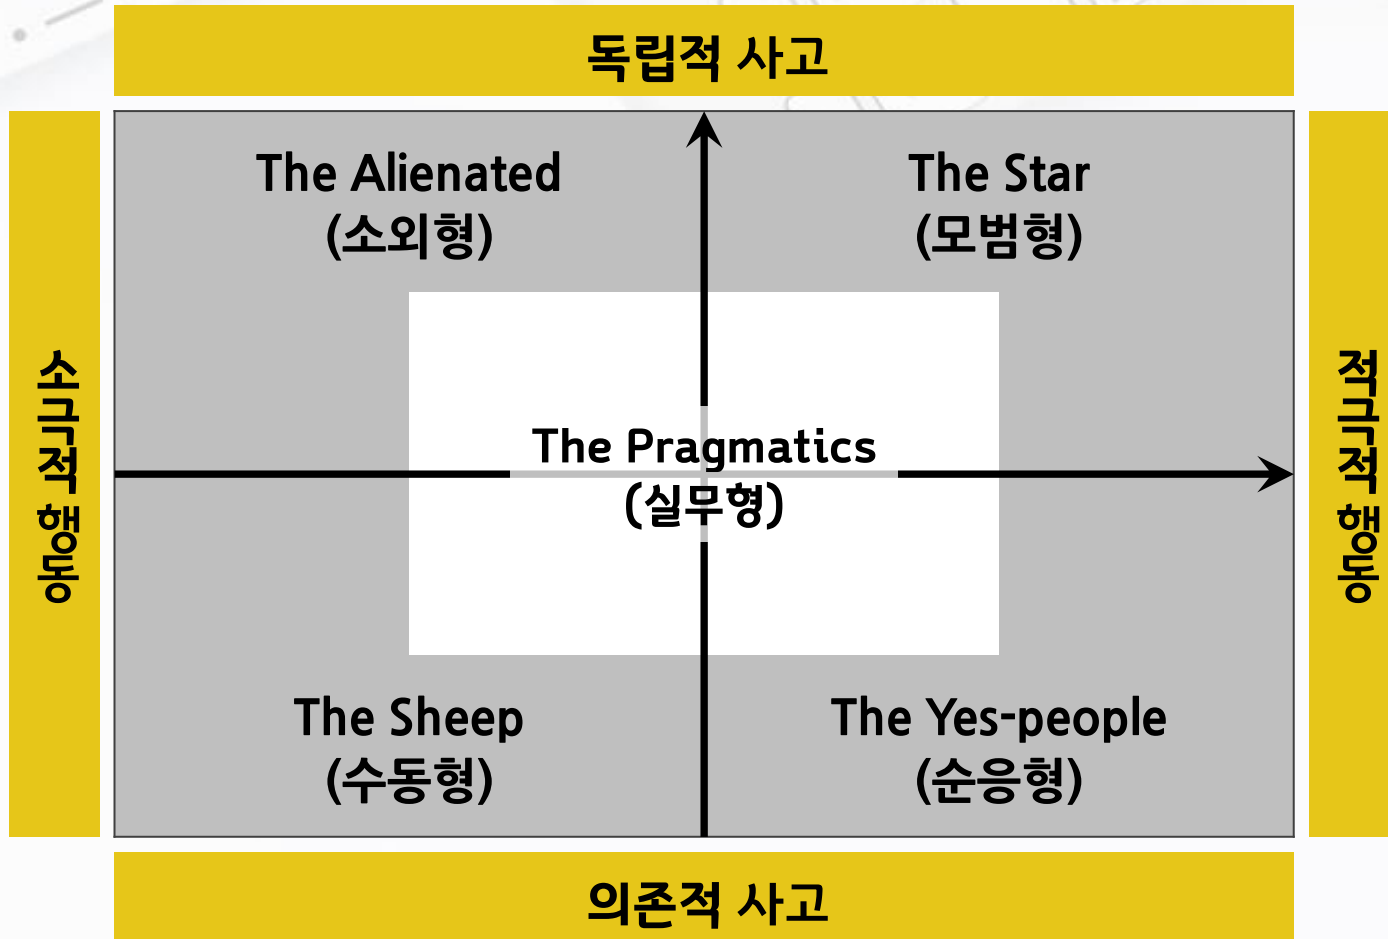 독립적 사고
The Alienated
(소외형)
The Star
(모범형)
소극적 행동
The Pragmatics
(실무형)
적극적 행동
The Sheep
(수동형)
The Yes-people
(순응형)
의존적 사고